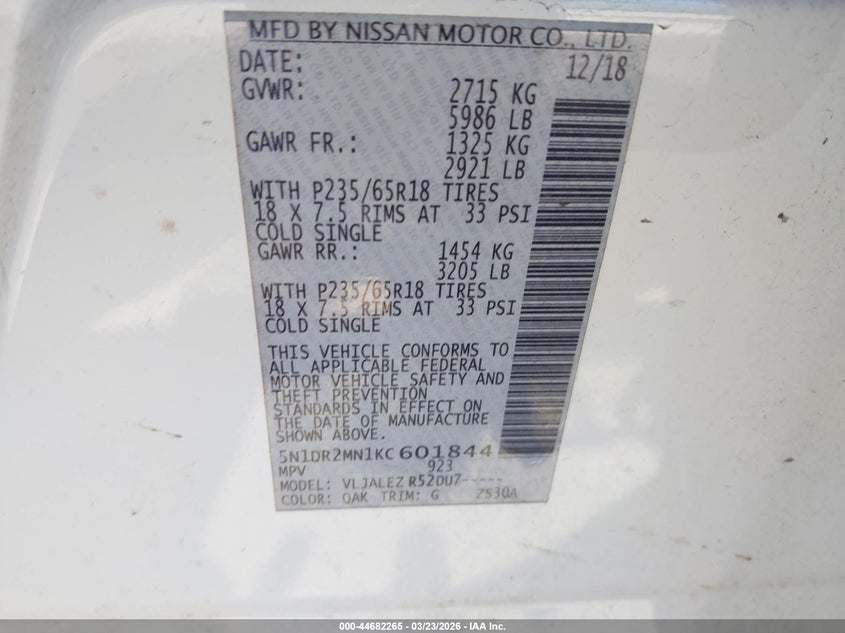 MFD BY NISSAN MOTOR CO., LTD.
DATE: 12/18
GVWR: 2715 KG
5986 LB
GAWR FR.: 1325 KG
2921 LB
WITH P235/65R18 TIRES
18 X 7.5 RIMS AT 33 PSI
COLD SINGLE
GAWR RR.: 1454 KG
3205 LB
WITH P235/65R18 TIRES
18 X 7.5 RIMS AT 33 PSI
COLD SINGLE
THIS VEHICLE CONFORMS TO
ALL APPLICABLE FEDERAL
MOTOR VEHICLE SAFETY AND
THEFT PREVENTION
STANDARDS IN EFFECT ON
THE DATE OF MANUFACTURE
SHOWN ABOVE.
5N1DR2MN1KC601844
MPV 923
MODEL: VLJALEZ R52DU7-----
COLOR: QAK TRIM: G ZS30A
000-44682265 | 03/23/2026 | IAA Inc.